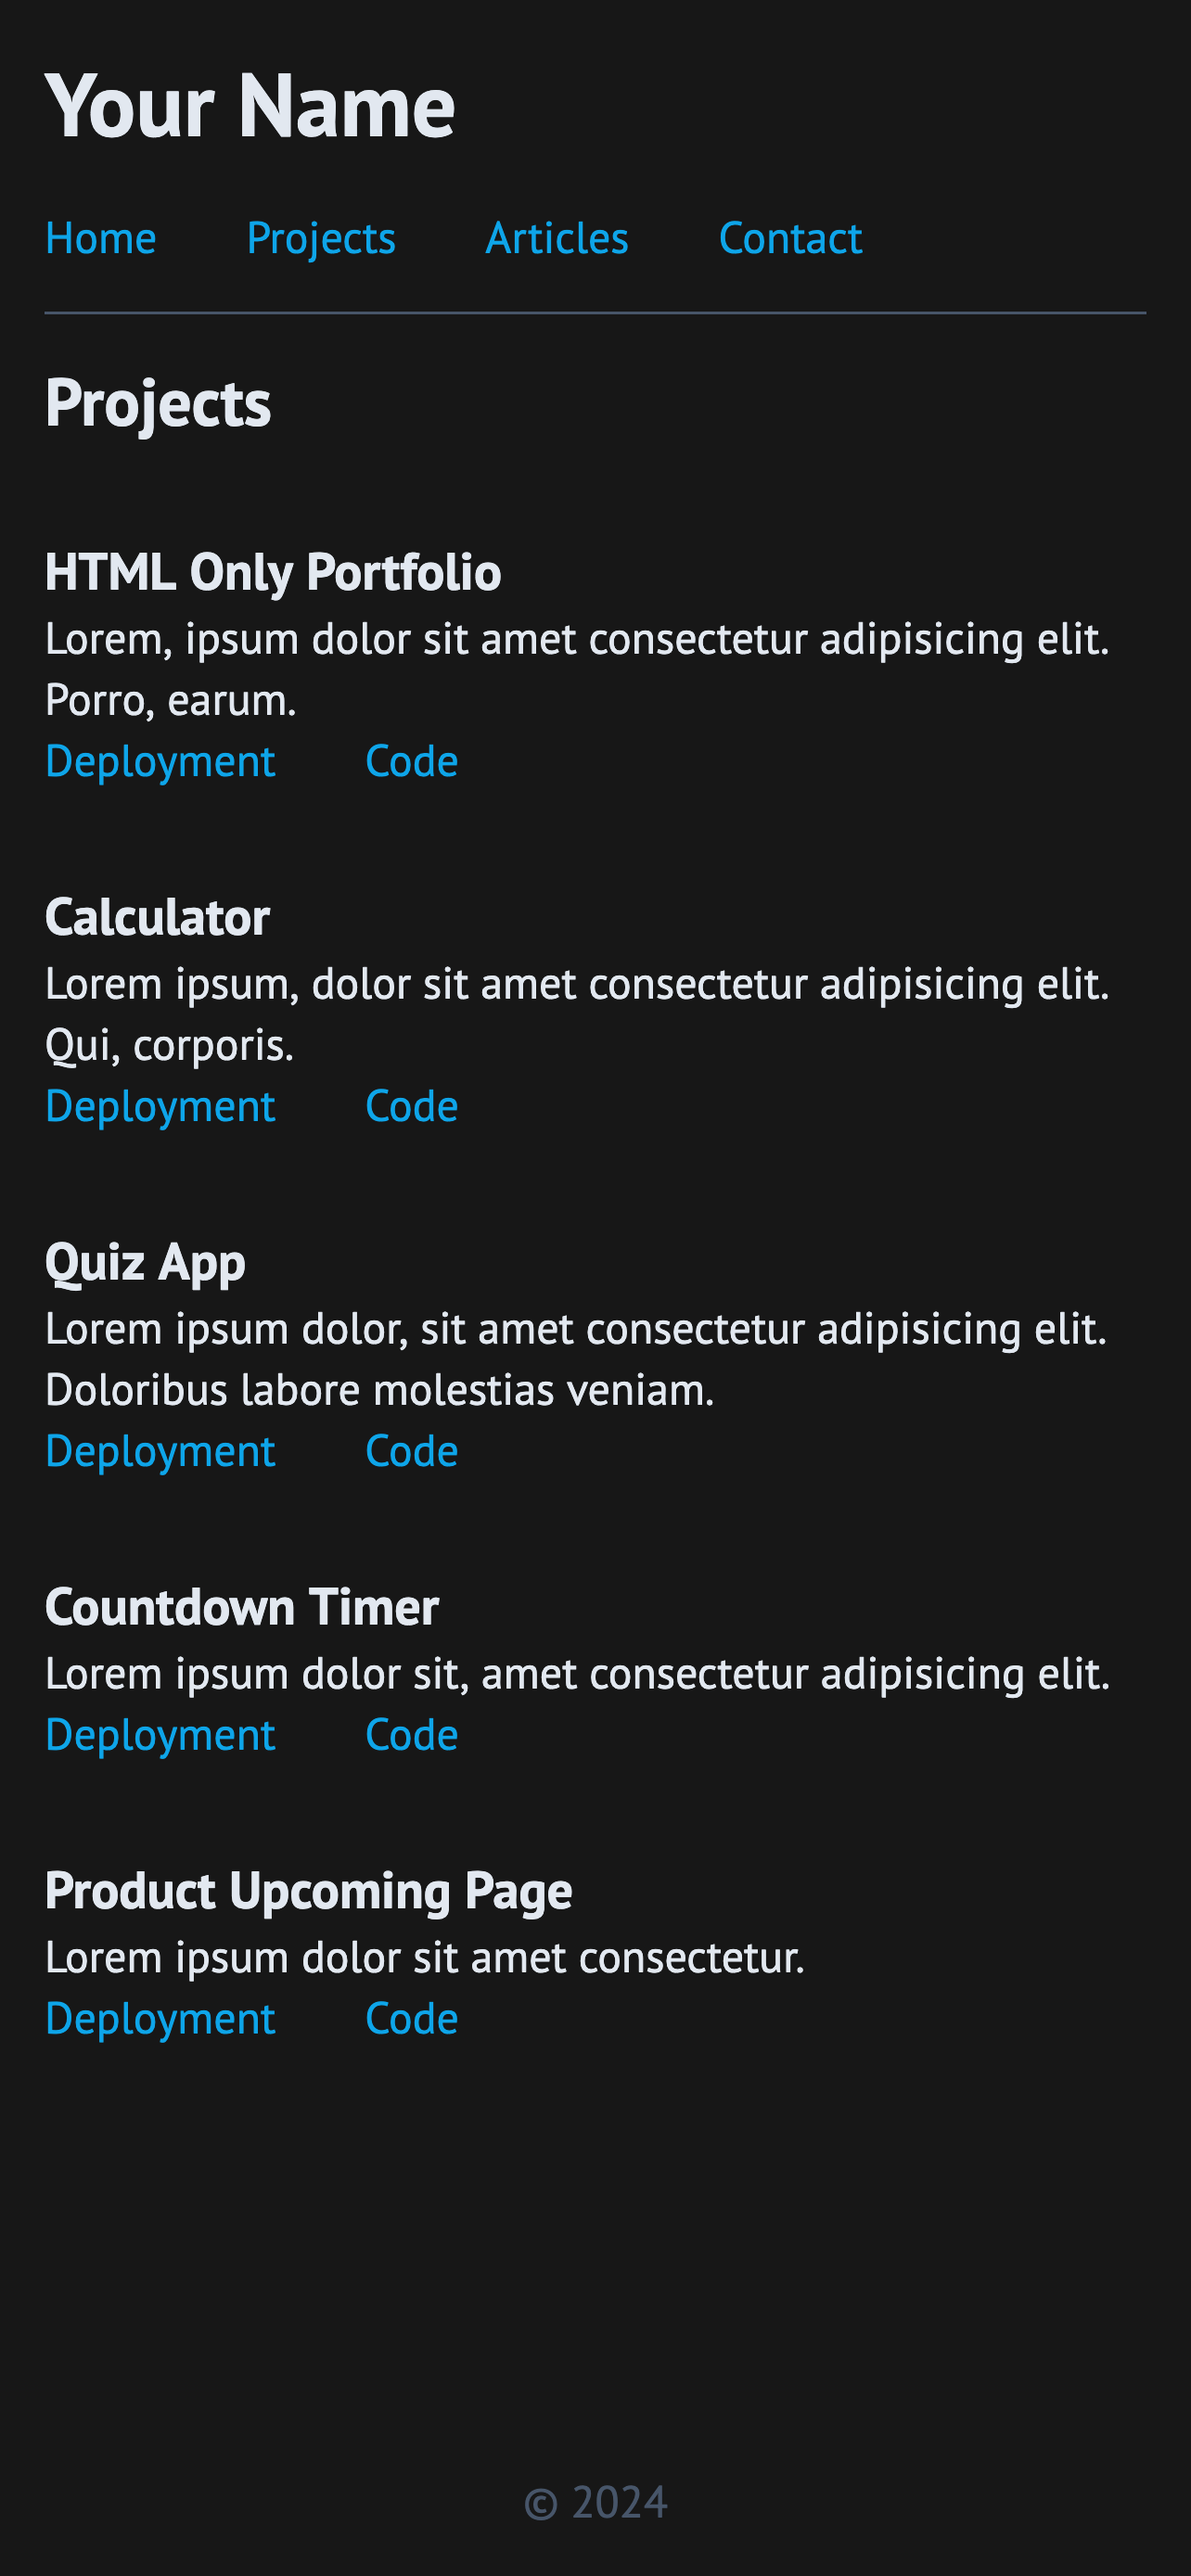 Your Name
Home Projects Articles Contact
Projects
HTML Only Portfolio
Lorem, ipsum dolor sit amet consectetur adipisicing elit.
Porro, earum.
Deployment Code
Calculator
Lorem ipsum, dolor sit amet consectetur adipisicing elit.
Qui, corporis.
Deployment Code
Quiz App
Lorem ipsum dolor, sit amet consectetur adipisicing elit.
Doloribus labore molestias veniam.
Deployment Code
Countdown Timer
Lorem ipsum dolor sit, amet consectetur adipisicing elit.
Deployment Code
Product Upcoming Page
Lorem ipsum dolor sit amet consectetur.
Deployment Code
© 2024